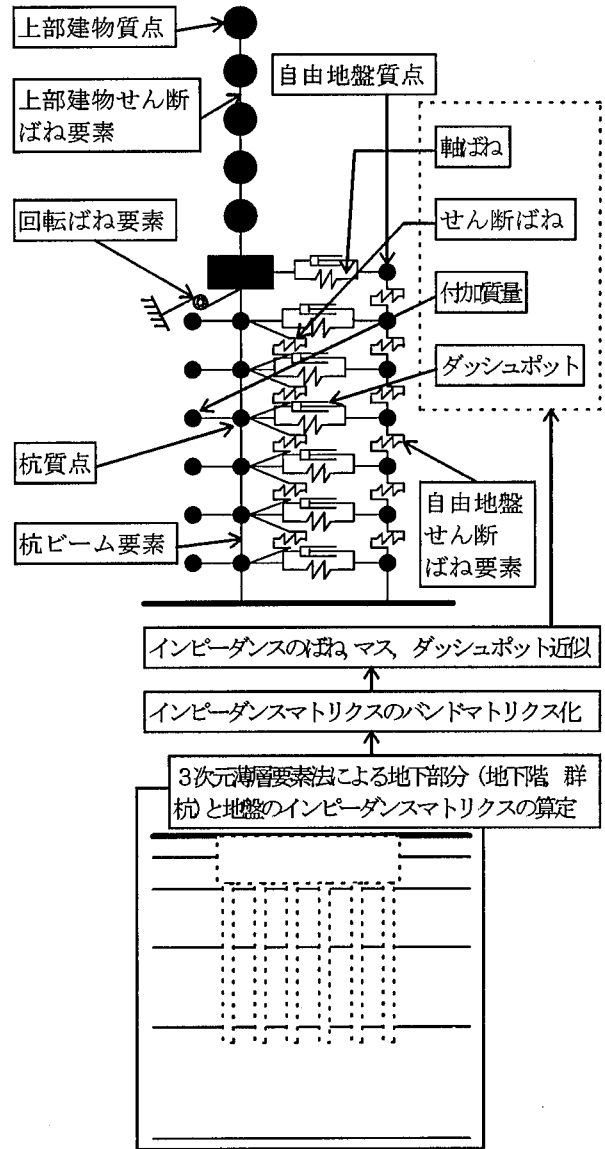 上部建物質点
自由地盤質点
上部建物せん断
ばね要素
軸ばね
せん断ばね
回転ばね要素
付加質量
ダッシュポット
杭質点
自由地盤
せん断
ばね要素
杭ビーム要素
インピーダンスのばね,マス,ダッシュポット近似
インピーダンスマトリクスのバンドマトリクス化
3次元薄層要素法による地下部分(地下階,群
杭)と地盤のインピーダンスマトリクスの算定